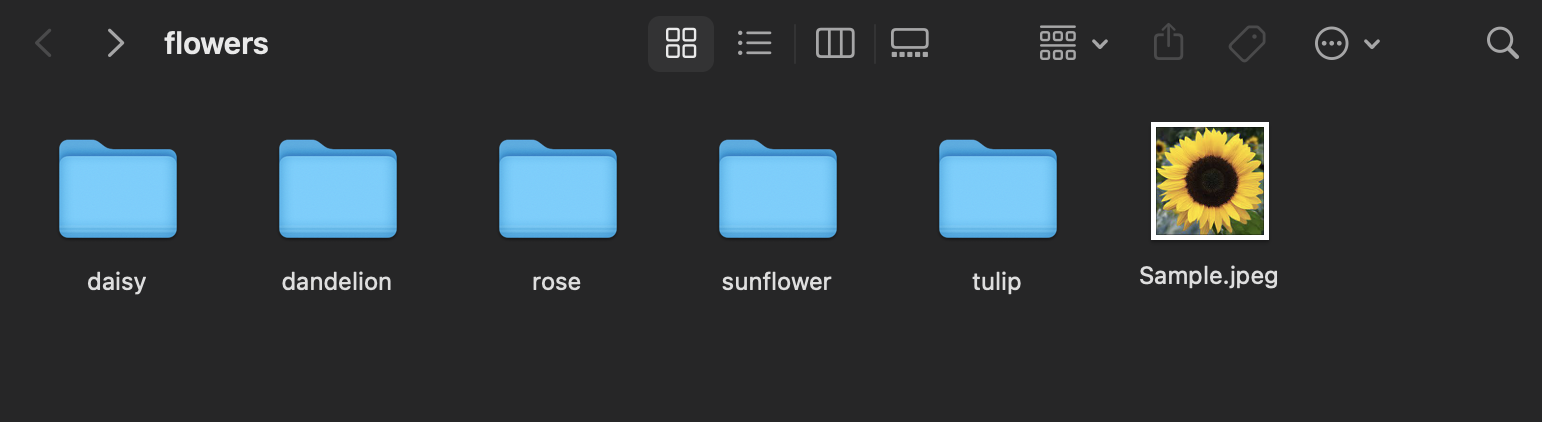 flowers
daisy
dandelion
rose
sunflower
tulip
Sample.jpeg